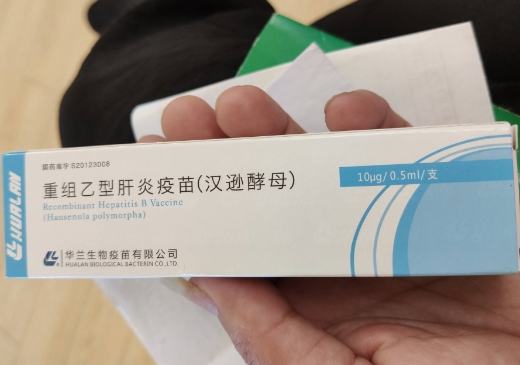 国药准字S20123008
重组乙型肝炎疫苗(汉逊酵母)
Recombinant Hepatitis B Vaccine
(Hansenula polymorpha)
10μg/0.5ml/支
华兰生物疫苗有限公司
HUALAN BIOLOGICAL BACTERIN CO.,LTD.
HUALAN